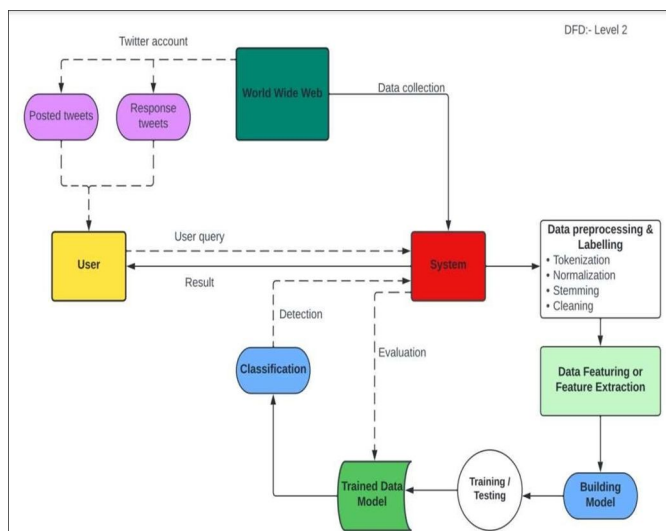 DFD:- Level 2
Twitter account
World Wide Web
Data collection
Posted tweets
Response
tweets
User query
User
System
Result
Data preprocessing &
Labelling
• Tokenization
• Normalization
• Stemming
• Cleaning
Detection
Evaluation
Classification
Data Featuring or
Feature Extraction
Trained Data
Model
Training /
Testing
Building
Model